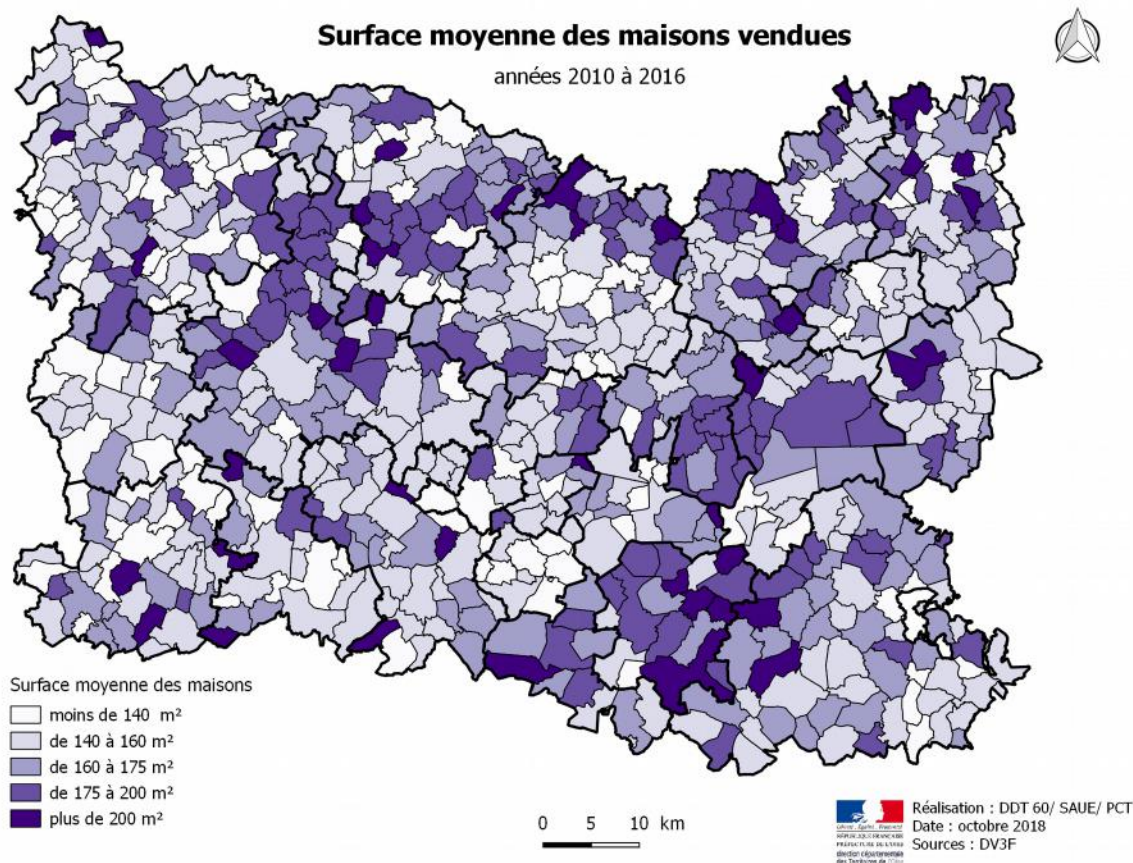 Surface moyenne des maisons vendues
années 2010 à 2016
Surface moyenne des maisons
moins de 140 m²
de 140 à 160 m²
de 160 à 175 m²
de 175 à 200 m²
plus de 200 m²
0 5 10 km
Réalisation : DDT 60/ SAUE/ PCT
Date : octobre 2018
Sources : DV3F